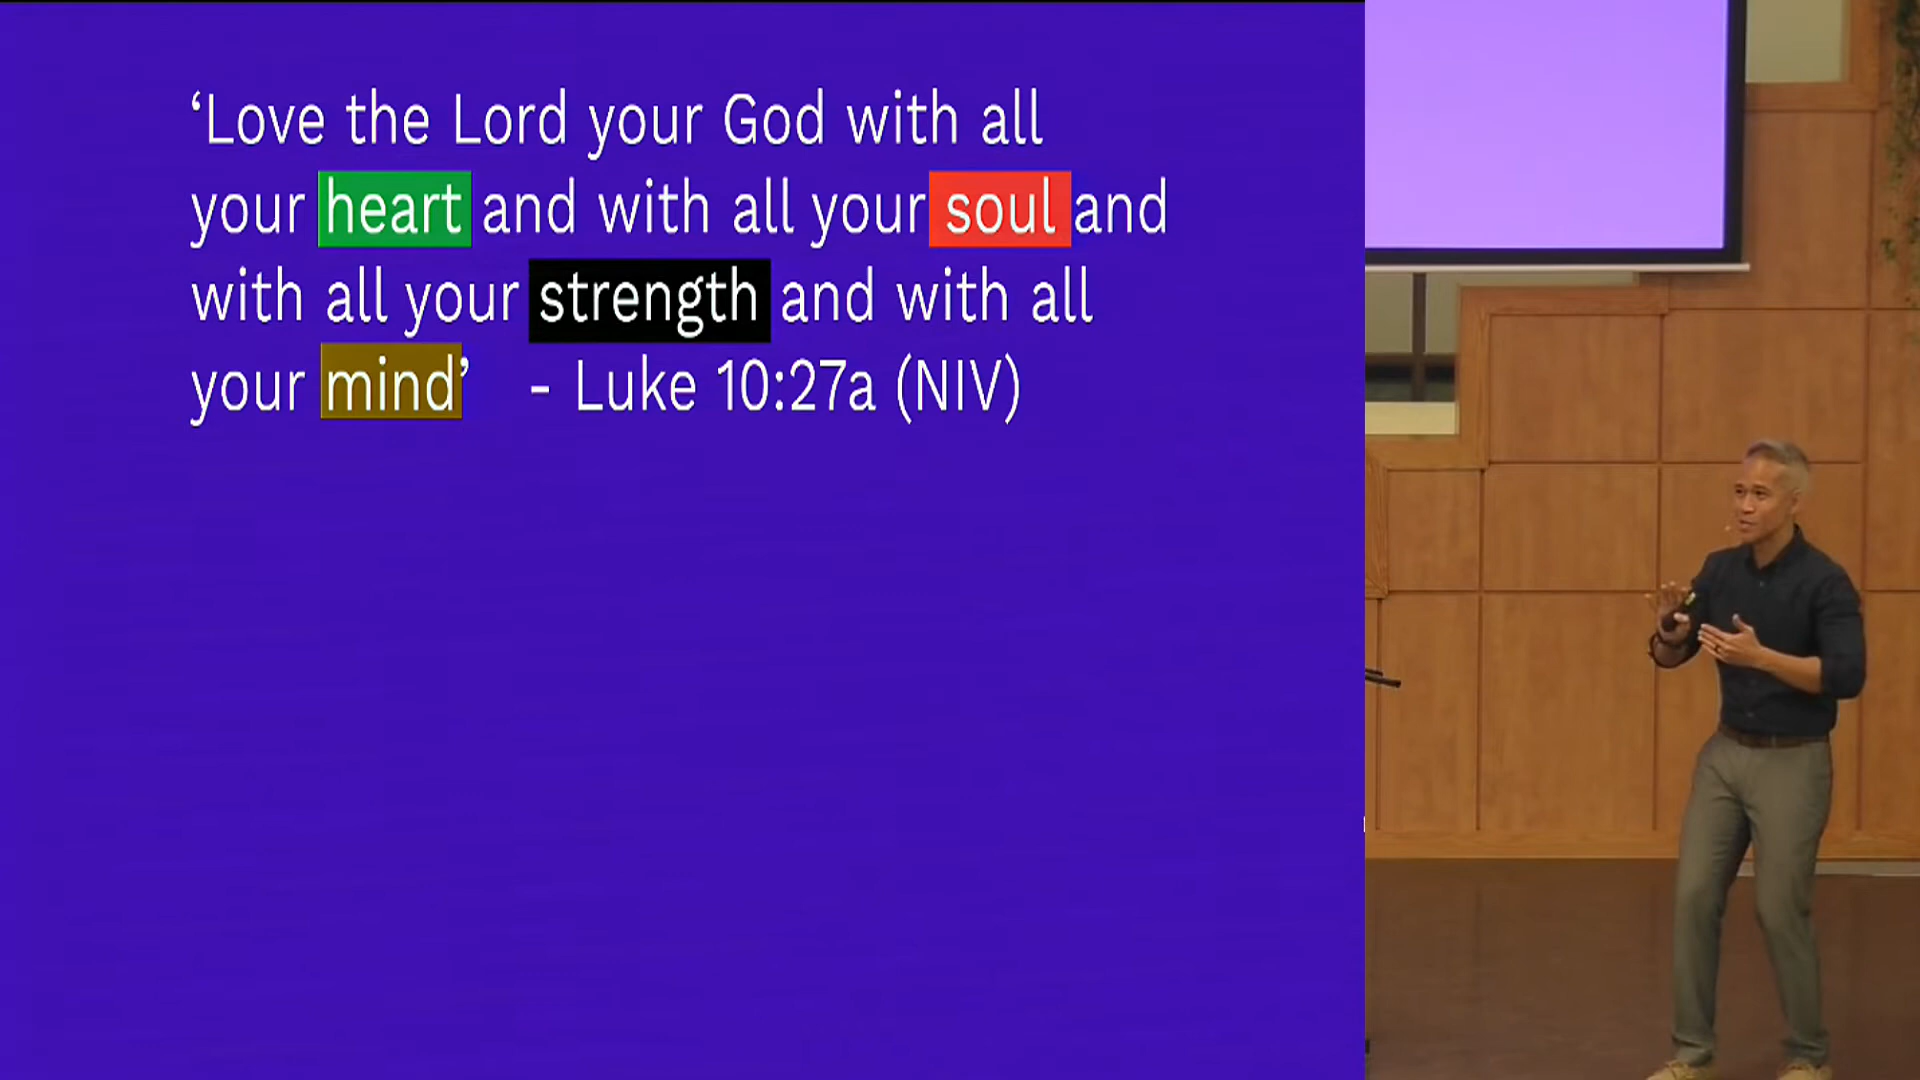 ‘Love the Lord your God with all
your heart and with all your soul and
with all your strength and with all
your mind’ - Luke 10:27a (NIV)